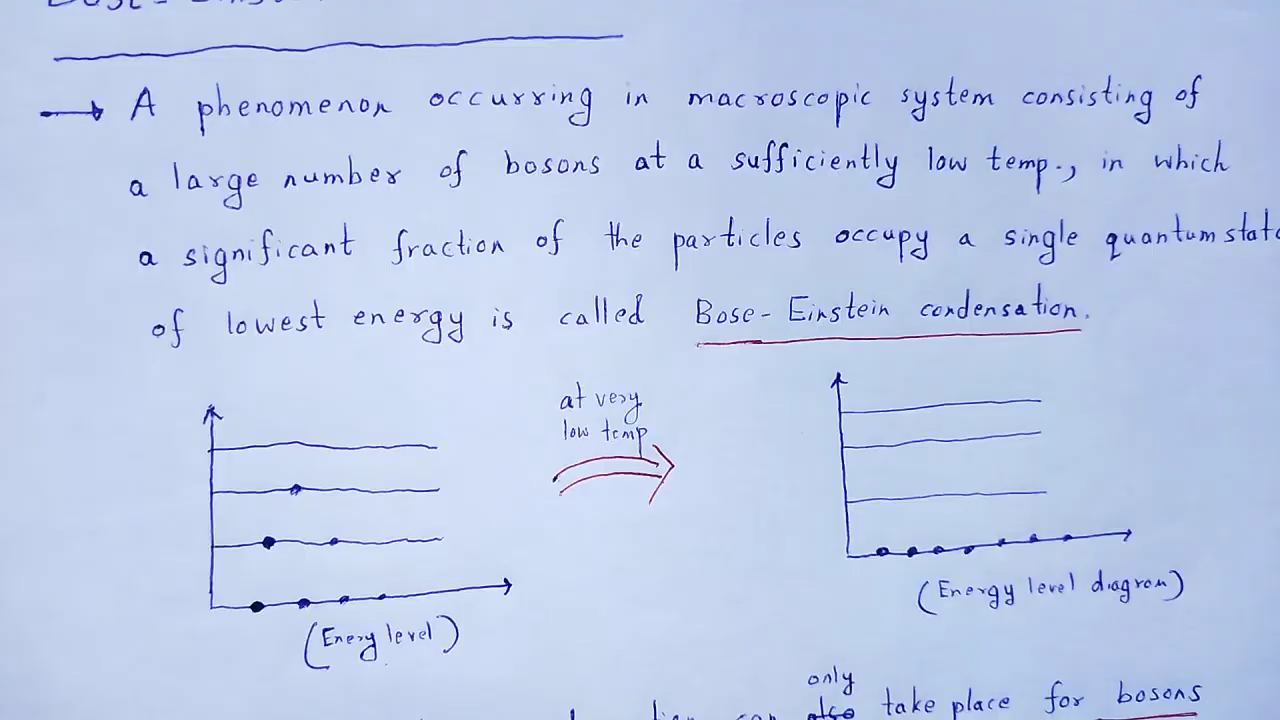 → A phenomenon occurring in macroscopic system consisting of
a large number of bosons at a sufficiently low temp., in which
a significant fraction of the particles occupy a single quantum state
of lowest energy is called Bose-Einstein condensation.
at very
low temp
(Enery level)
(Energy level diagram)
only
take place for bosons